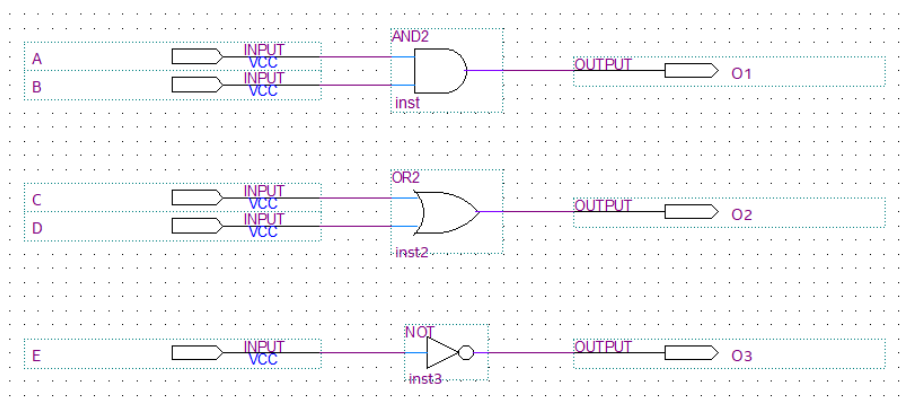 AND2
A INPUT VCC OUTPUT O1
B INPUT VCC
inst
OR2
C INPUT VCC OUTPUT O2
D INPUT VCC
inst2
NOT
E INPUT VCC OUTPUT O3
inst3